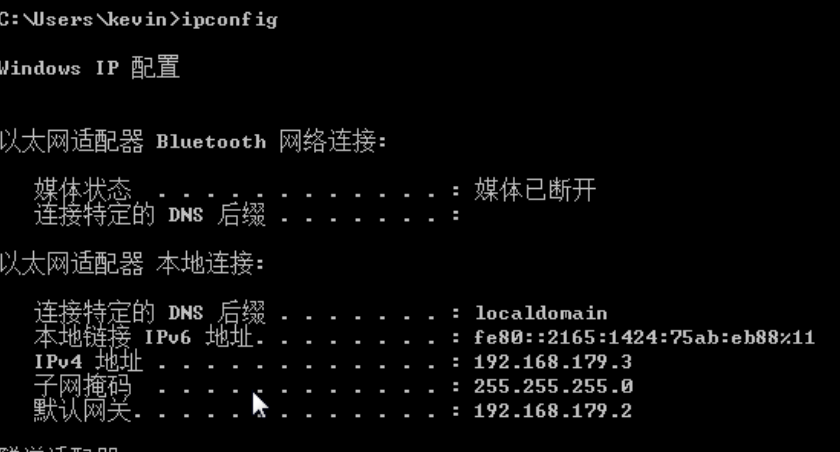 C:\Users\kevin>ipconfig
Windows IP 配置
以太网适配器 Bluetooth 网络连接:
媒体状态 . . . . . . . . . . . . : 媒体已断开
连接特定的 DNS 后缀 . . . . . . . :
以太网适配器 本地连接:
连接特定的 DNS 后缀 . . . . . . . : localdomain
本地链接 IPv6 地址. . . . . . . . : fe80::2165:1424:75ab:eb88%11
IPv4 地址 . . . . . . . . . . . . : 192.168.179.3
子网掩码 . . . . . . . . . . . . : 255.255.255.0
默认网关. . . . . . . . . . . . . : 192.168.179.2